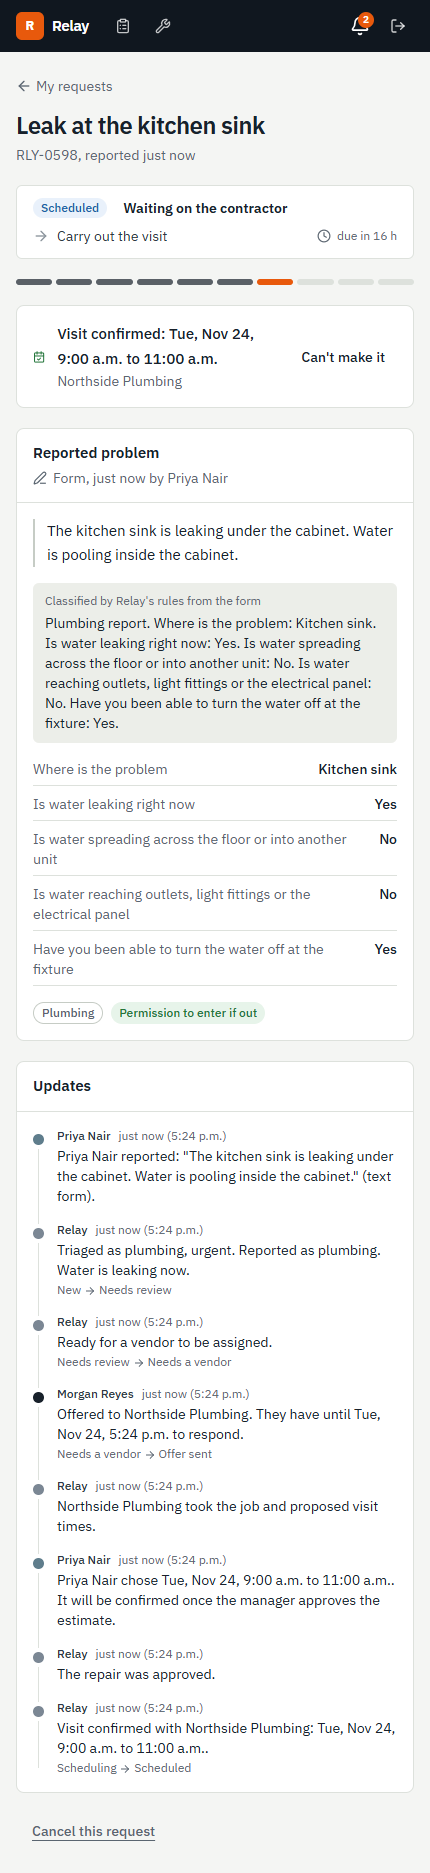 R Relay 2
My requests
Leak at the kitchen sink
RLY-0598, reported just now
Scheduled Waiting on the contractor
Carry out the visit due in 16 h
Visit confirmed: Tue, Nov 24,
9:00 a.m. to 11:00 a.m.
Northside Plumbing
Can't make it
Reported problem
Form, just now by Priya Nair
The kitchen sink is leaking under the cabinet. Water
is pooling inside the cabinet.
Classified by Relay's rules from the form
Plumbing report. Where is the problem: Kitchen sink.
Is water leaking right now: Yes. Is water spreading
across the floor or into another unit: No. Is water
reaching outlets, light fittings or the electrical panel:
No. Have you been able to turn the water off at the
fixture: Yes.
Where is the problem Kitchen sink
Is water leaking right now Yes
Is water spreading across the floor or into another No
unit
Is water reaching outlets, light fittings or the No
electrical panel
Have you been able to turn the water off at the Yes
fixture
Plumbing Permission to enter if out
Updates
Priya Nair just now (5:24 p.m.)
Priya Nair reported: "The kitchen sink is leaking under
the cabinet. Water is pooling inside the cabinet." (text
form).
Relay just now (5:24 p.m.)
Triaged as plumbing, urgent. Reported as plumbing.
Water is leaking now.
New → Needs review
Relay just now (5:24 p.m.)
Ready for a vendor to be assigned.
Needs review → Needs a vendor
Morgan Reyes just now (5:24 p.m.)
Offered to Northside Plumbing. They have until Tue,
Nov 24, 5:24 p.m. to respond.
Needs a vendor → Offer sent
Relay just now (5:24 p.m.)
Northside Plumbing took the job and proposed visit
times.
Priya Nair just now (5:24 p.m.)
Priya Nair chose Tue, Nov 24, 9:00 a.m. to 11:00 a.m..
It will be confirmed once the manager approves the
estimate.
Relay just now (5:24 p.m.)
The repair was approved.
Relay just now (5:24 p.m.)
Visit confirmed with Northside Plumbing: Tue, Nov 24,
9:00 a.m. to 11:00 a.m..
Scheduling → Scheduled
Cancel this request